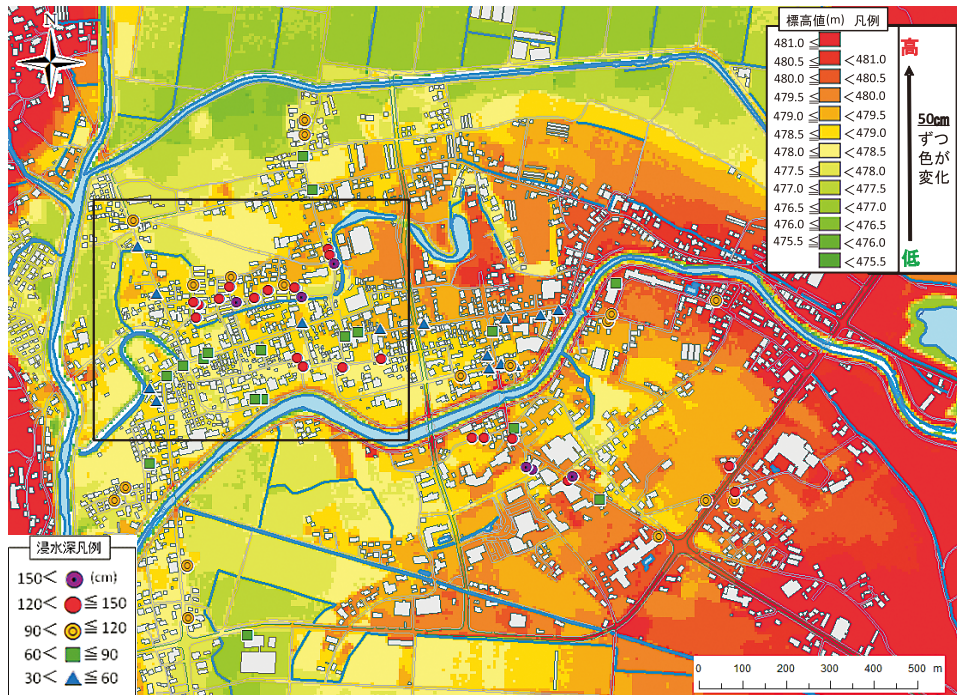 N
標高値(m) 凡例
481.0 ≦
480.5 ≦ <481.0
480.0 ≦ <480.5
479.5 ≦ <480.0
479.0 ≦ <479.5
478.5 ≦ <479.0
478.0 ≦ <478.5
477.5 ≦ <478.0
477.0 ≦ <477.5
476.5 ≦ <477.0
476.0 ≦ <476.5
475.5 ≦ <476.0
<475.5
高
50cm
ずつ
色が
変化
低
浸水深凡例
150< (cm)
120< ≦ 150
90< ≦ 120
60< ≦ 90
30< ≦ 60
0 100 200 300 400 500 m